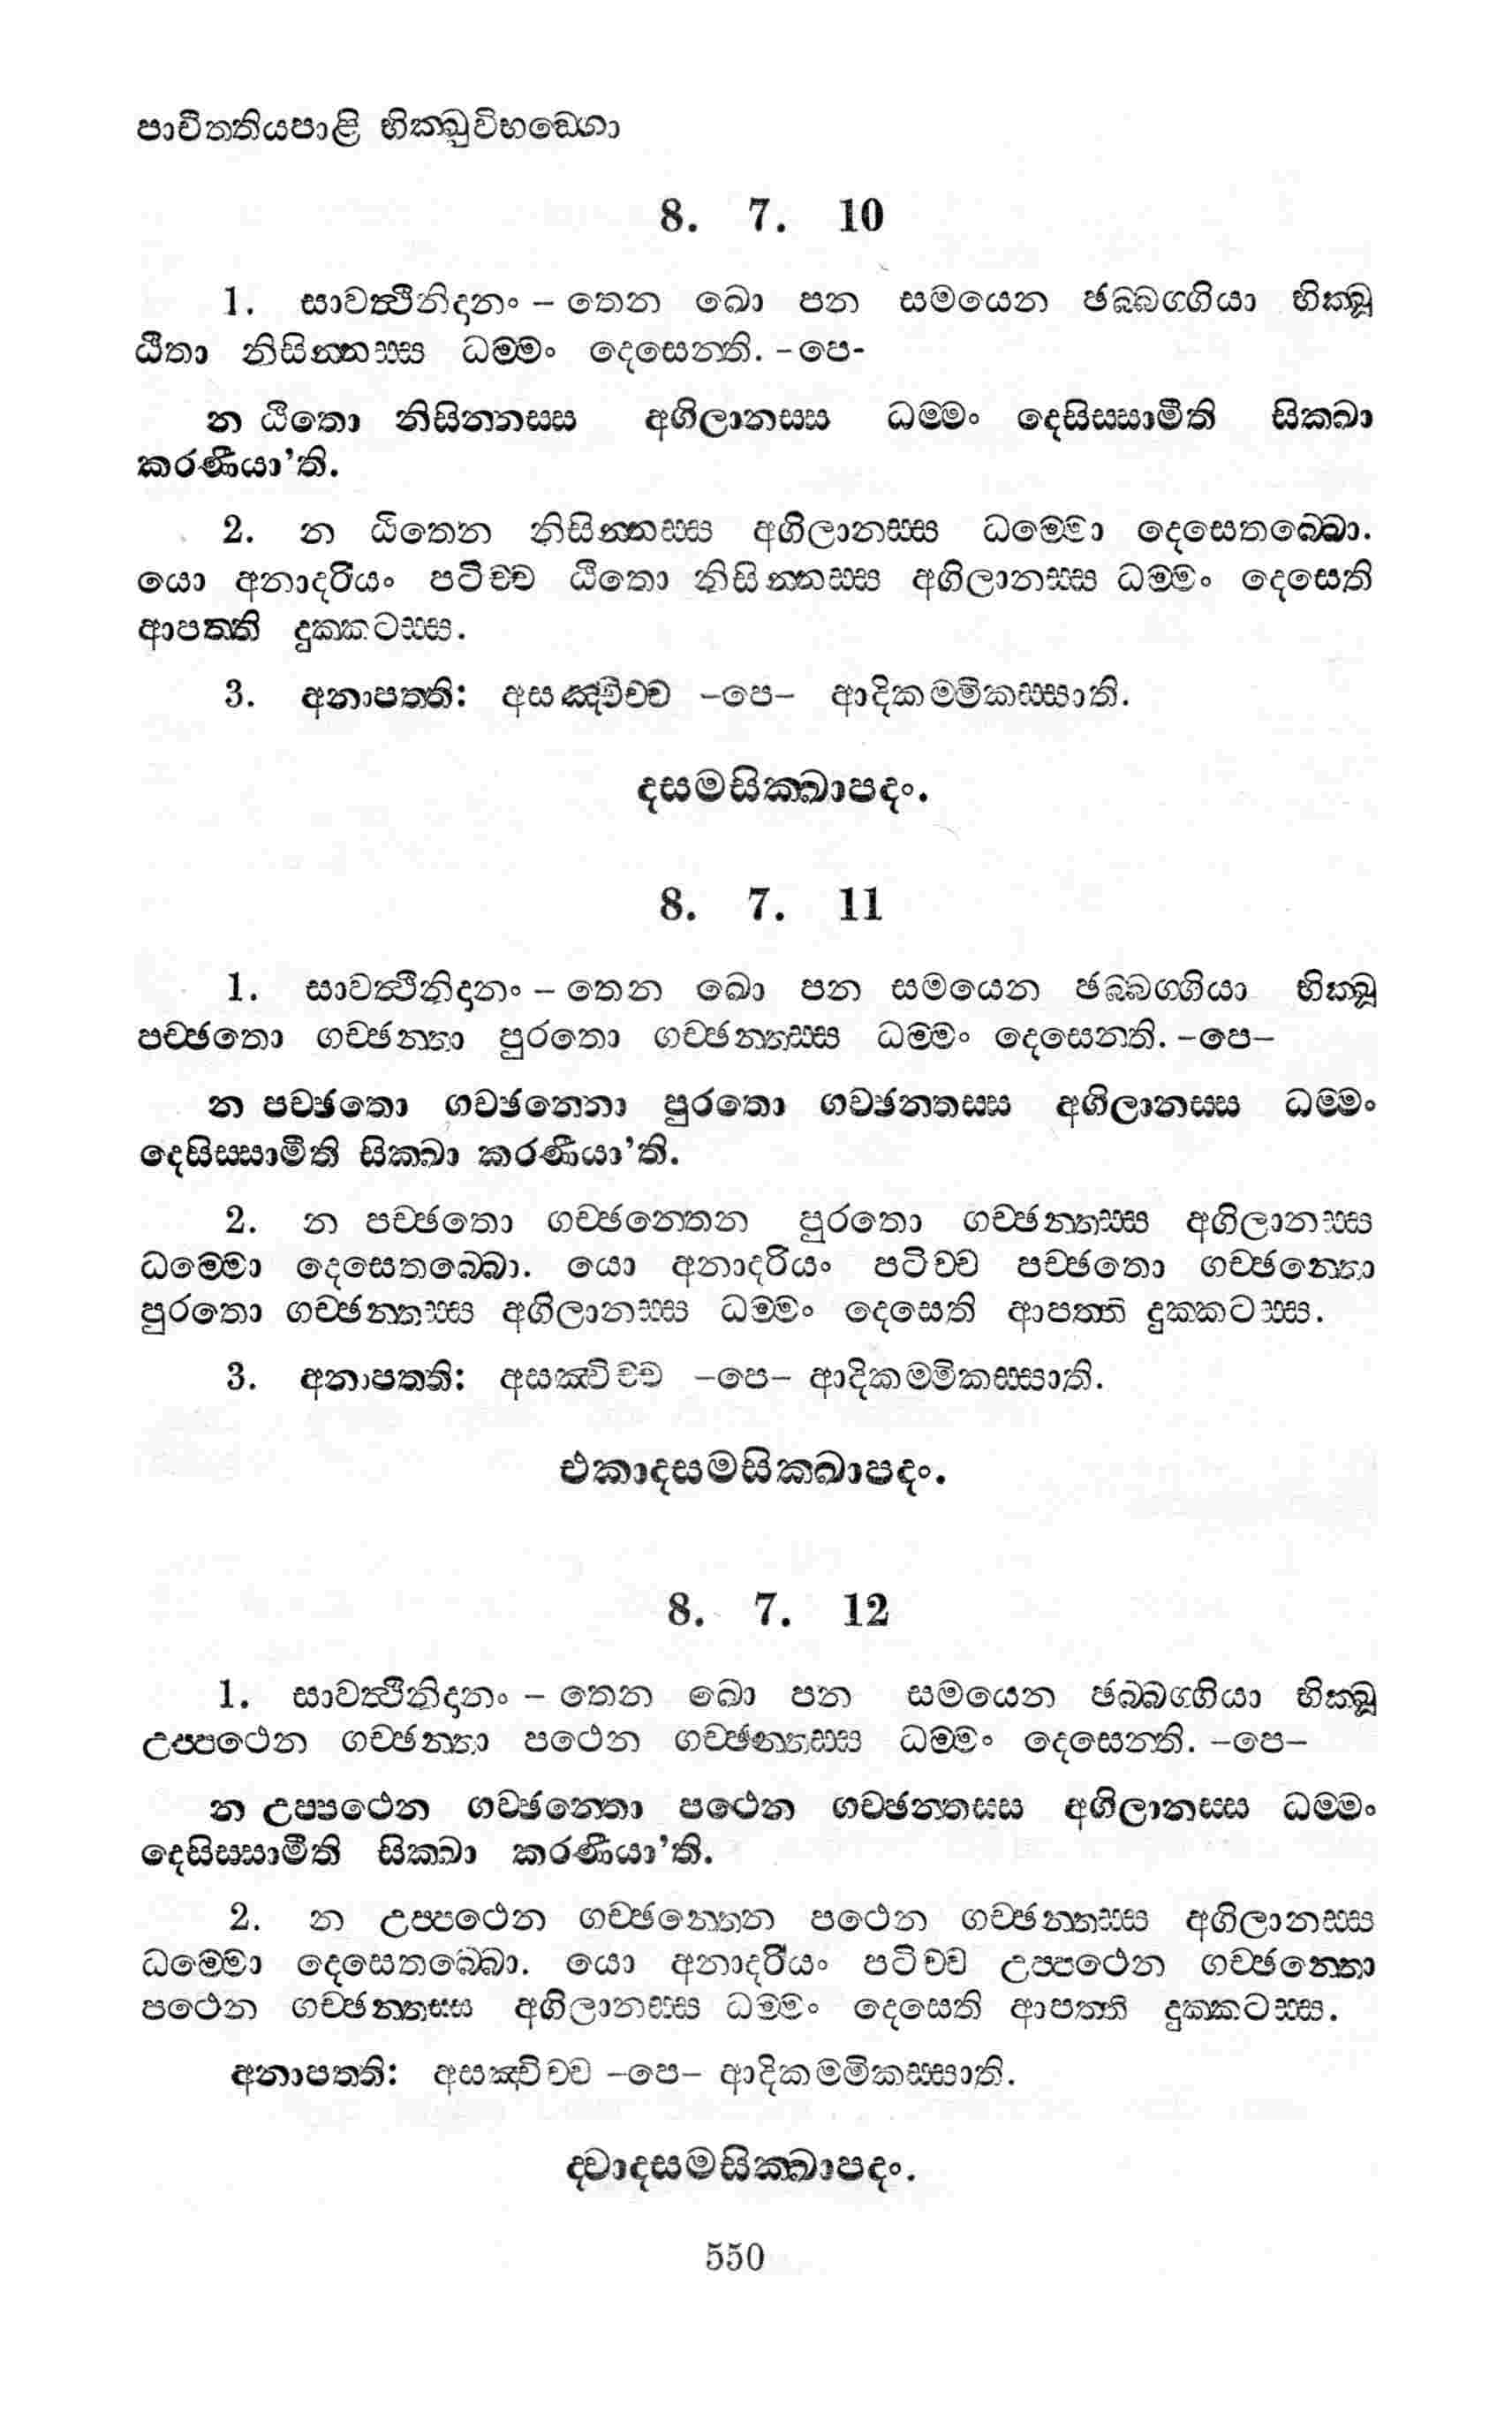 පාචිත්තියපාළි භික්ඛුවිභඞ්ගො
8. 7. 10
1. සාවත්ථිනිදානං – තෙන ඛො පන සමයෙන ඡබ්බග්ගියා භික්ඛූ
ඨිතා නිසින්නස්ස ධම්මං දෙසෙන්ති. –පෙ-
න ඨිතො නිසින්නස්ස අගිලානස්ස ධම්මං දෙසිස්සාමීති සික්ඛා
කරණීයා’ති.
2. න ඨිතෙන නිසින්නස්ස අගිලානස්ස ධම්මො දෙසෙතබ්බො.
යො අනාදරියං පටිච්ච ඨිතො නිසින්නස්ස අගිලානස්ස ධම්මං දෙසෙති
ආපත්ති දුක්කටස්ස.
3. අනාපත්ති: අසඤ්චිච්ච –පෙ– ආදිකම්මිකස්සාති.
දසමසික්ඛාපදං.
8. 7. 11
1. සාවත්ථිනිදානං – තෙන ඛො පන සමයෙන ඡබ්බග්ගියා භික්ඛූ
පච්ඡතො ගච්ඡන්තා පුරතො ගච්ඡන්තස්ස ධම්මං දෙසෙන්ති. –පෙ–
න පච්ඡතො ගච්ඡන්තො පුරතො ගච්ඡන්තස්ස අගිලානස්ස ධම්මං
දෙසිස්සාමීති සික්ඛා කරණීයා’ති.
2. න පච්ඡතො ගච්ඡන්තෙන පුරතො ගච්ඡන්තස්ස අගිලානස්ස
ධම්මො දෙසෙතබ්බො. යො අනාදරියං පටිච්ච පච්ඡතො ගච්ඡන්තො
පුරතො ගච්ඡන්තස්ස අගිලානස්ස ධම්මං දෙසෙති ආපත්ති දුක්කටස්ස.
3. අනාපත්ති: අසඤ්චිච්ච –පෙ– ආදිකම්මිකස්සාති.
එකාදසමසික්ඛාපදං.
8. 7. 12
1. සාවත්ථිනිදානං – තෙන ඛො පන සමයෙන ඡබ්බග්ගියා භික්ඛූ
උප්පථෙන ගච්ඡන්තා පථෙන ගච්ඡන්තස්ස ධම්මං දෙසෙන්ති. –පෙ–
න උප්පථෙන ගච්ඡන්තො පථෙන ගච්ඡන්තස්ස අගිලානස්ස ධම්මං
දෙසිස්සාමීති සික්ඛා කරණීයා’ති.
2. න උප්පථෙන ගච්ඡන්තෙන පථෙන ගච්ඡන්තස්ස අගිලානස්ස
ධම්මො දෙසෙතබ්බො. යො අනාදරියං පටිච්ච උප්පථෙන ගච්ඡන්තො
පථෙන ගච්ඡන්තස්ස අගිලානස්ස ධම්මං දෙසෙති ආපත්ති දුක්කටස්ස.
අනාපත්ති: අසඤ්චිච්ච –පෙ– ආදිකම්මිකස්සාති.
ද්වාදසමසික්ඛාපදං.
550